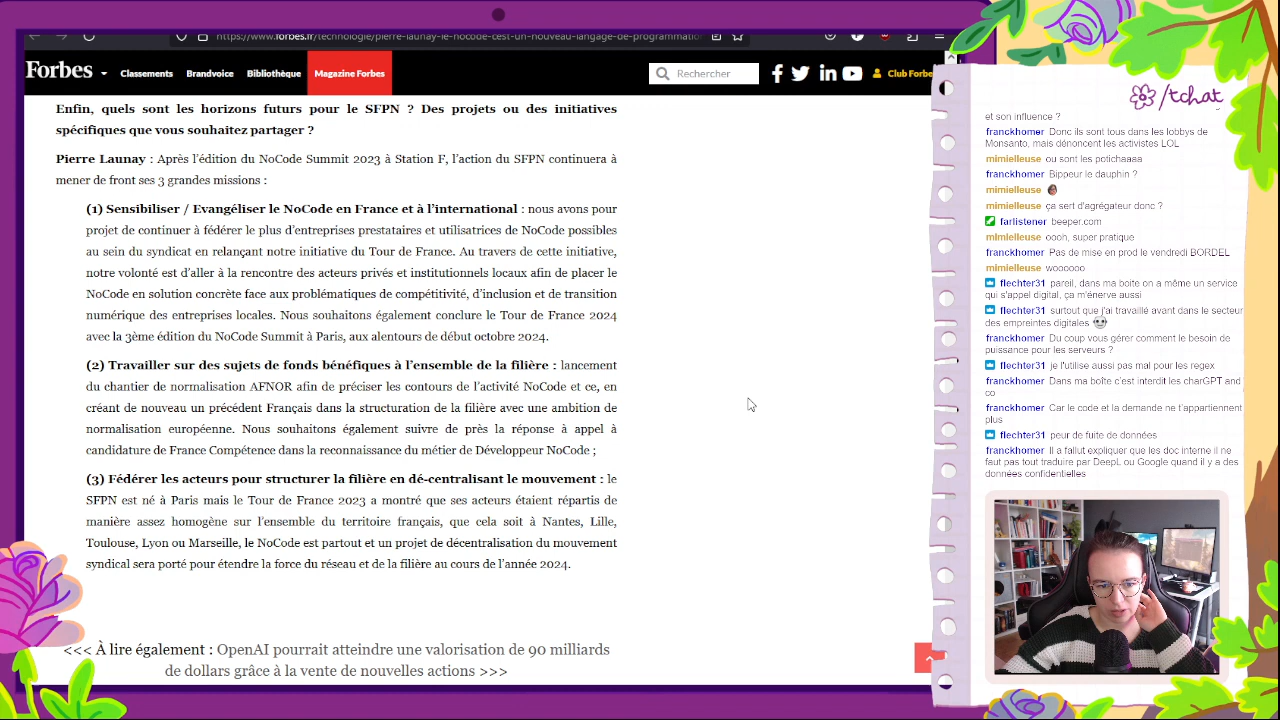 https://www.forbes.fr/technologie/pierre-launay-le-nocode-cest-un-nouveau-langage-de-programmation
Forbes
Classements
Brandvoice
Bibliothèque
Magazine Forbes
Rechercher
Club Forbe
Enfin, quels sont les horizons futurs pour le SFPN ? Des projets ou des initiatives
spécifiques que vous souhaitez partager ?
Pierre Launay : Après l'édition du NoCode Summit 2023 à Station F, l'action du SFPN continuera à
mener de front ses 3 grandes missions :
(1) Sensibiliser / Evangéliser le NoCode en France et à l'international : nous avons pour
projet de continuer à fédérer le plus d'entreprises prestataires et utilisatrices de NoCode possibles
au sein du syndicat en relançant notre initiative du Tour de France. Au travers de cette initiative,
notre volonté est d'aller à la rencontre des acteurs privés et institutionnels locaux afin de placer le
NoCode en solution concrète face aux problématiques de compétitivité, d'inclusion et de transition
numérique des entreprises locales. Nous souhaitons également conclure le Tour de France 2024
avec la 3ème édition du NoCode Summit à Paris, aux alentours de début octobre 2024.
(2) Travailler sur des sujets de fonds bénéfiques à l'ensemble de la filière : lancement
du chantier de normalisation AFNOR afin de préciser les contours de l'activité NoCode et ce, en
créant de nouveau un précédent Français dans la structuration de la filière avec une ambition de
normalisation européenne. Nous souhaitons également suivre de près la réponse à appel à
candidature de France Compétence dans la reconnaissance du métier de Développeur NoCode ;
(3) Fédérer les acteurs pour structurer la filière en dé-centralisant le mouvement : le
SFPN est né à Paris mais le Tour de France 2023 a montré que ses acteurs étaient répartis de
manière assez homogène sur l'ensemble du territoire français, que cela soit à Nantes, Lille,
Toulouse, Lyon ou Marseille, le NoCode est partout et un projet de décentralisation du mouvement
syndical sera porté pour étendre la force du réseau et de la filière au cours de l'année 2024.
<<< À lire également : OpenAI pourrait atteindre une valorisation de 90 milliards
de dollars grâce à la vente de nouvelles actions >>>
/tchat
et son influence ?
franckhomer Donc ils sont tous dans les lobbys de
Monsanto, mais dénoncent les activistes LOL
mimielleuse ou sont les potichaaaa
franckhomer Bippeur le dauphin ?
mimielleuse
mimielleuse ça sert d'agrégateur donc ?
farlistener beeper.com
mimielleuse oooh, super pratique
franckhomer Pas de mise en prod le vendredi BORDEL
mimielleuse woooooo
flechter31 pareil, dans ma boite on a même un service
qui s'appel digital, ça m'énerve aussi
flechter31 surtout que j'ai travaillé avant dans le secteur
des empreintes digitales
franckhomer Du coup vous gérer comment le besoin de
puissance pour les serveurs ?
flechter31 je l'utilise aussi pas mal pour les regex
franckhomer Dans ma boîte c'est interdit les charGPT and
co
franckhomer Car le code et la demande ne t'appartiennent
plus
flechter31 peur de fuite de données
franckhomer Il a fallut expliquer que les doc interne il ne
faut pas tout traduire par DeepL ou Google quand il y a des
données confidentielles